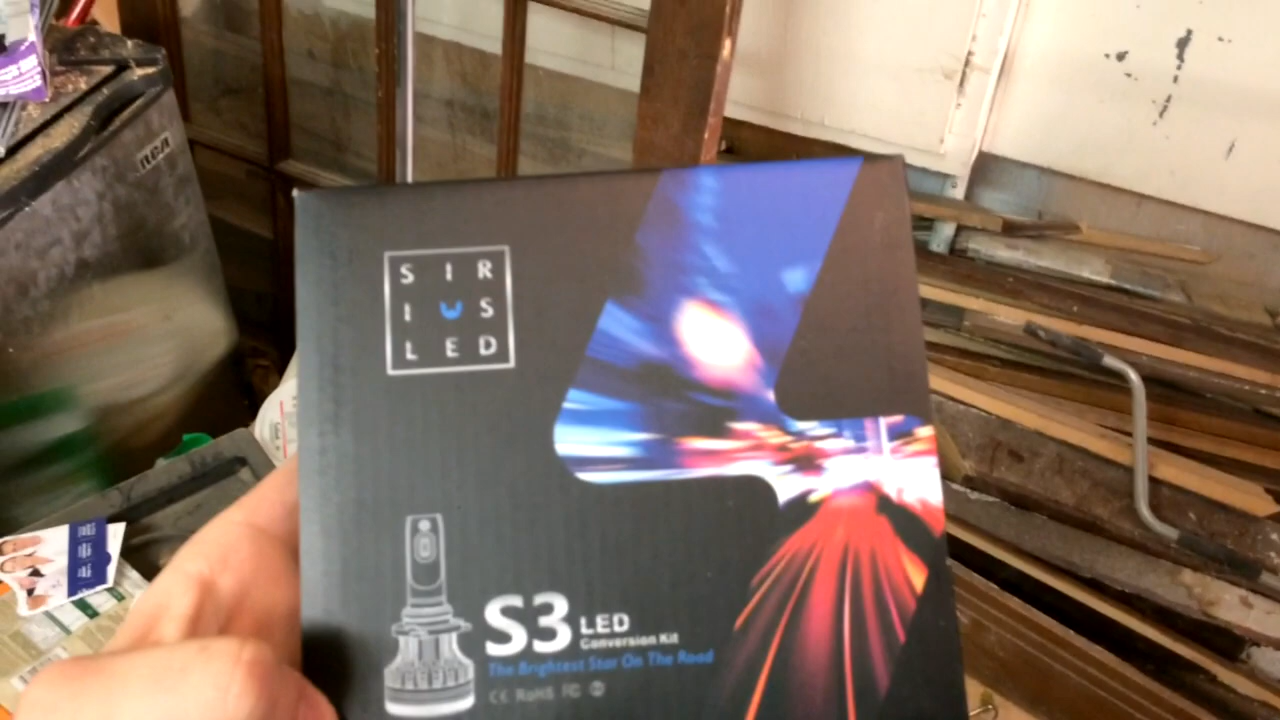 RCA
S I R
I U S
L E D
S3 LED
Conversion Kit
The Brightest Star On The Road
CE RoHS FC